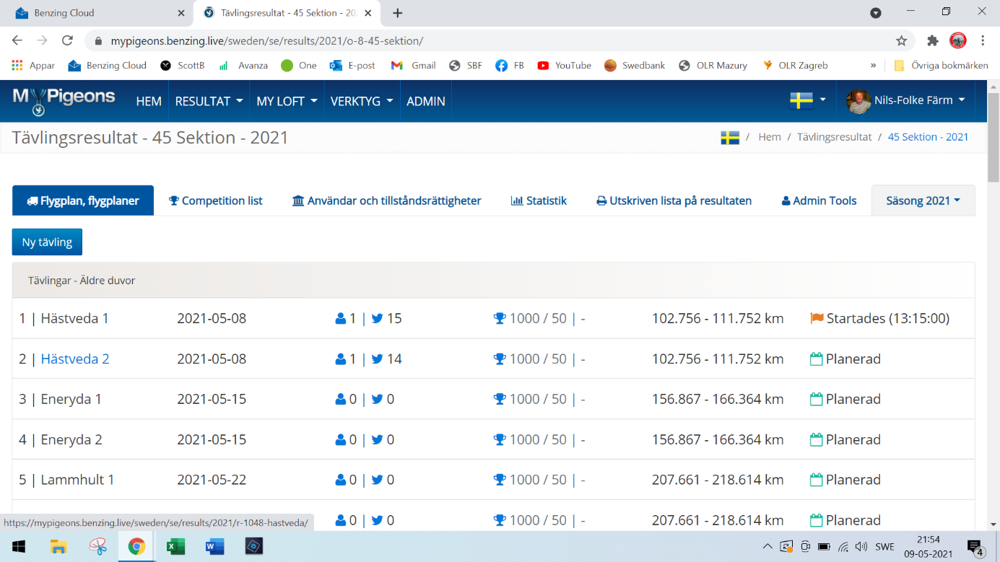 Benzing Cloud
Tävlingsresultat - 45 Sektion - 20
mypigeons.benzing.live/sweden/se/results/2021/o-8-45-sektion/
Appar Benzing Cloud ScottB Avanza One E-post Gmail SBF FB YouTube Swedbank OLR Mazury OLR Zagreb » Övriga bokmärken
MyPigeons HEM RESULTAT MY LOFT VERKTYG ADMIN Nils-Folke Färm
Tävlingsresultat - 45 Sektion - 2021 / Hem / Tävlingsresultat / 45 Sektion - 2021
Flygplan, flygplaner Competition list Användar och tillståndsrättigheter Statistik Utskriven lista på resultaten Admin Tools Säsong 2021
Ny tävling
Tävlingar - Äldre duvor
1 | Hästveda 1 2021-05-08 1 | 15 1000 / 50 | - 102.756 - 111.752 km Startades (13:15:00)
2 | Hästveda 2 2021-05-08 1 | 14 1000 / 50 | - 102.756 - 111.752 km Planerad
3 | Eneryda 1 2021-05-15 0 | 0 1000 / 50 | - 156.867 - 166.364 km Planerad
4 | Eneryda 2 2021-05-15 0 | 0 1000 / 50 | - 156.867 - 166.364 km Planerad
5 | Lammhult 1 2021-05-22 0 | 0 1000 / 50 | - 207.661 - 218.614 km Planerad
0 | 0 1000 / 50 | - 207.661 - 218.614 km Planerad
https://mypigeons.benzing.live/sweden/se/results/2021/r-1048-hastveda/
SWE 21:54
09-05-2021 4